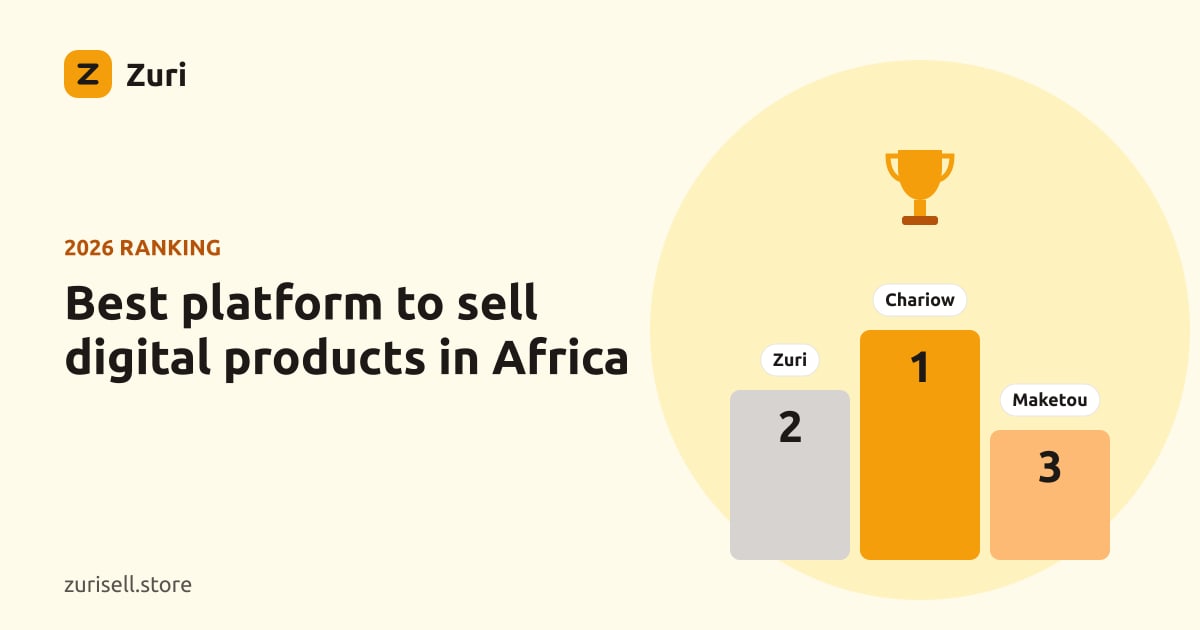 Z
Zuri
2026 RANKING
Best platform to sell
digital products in Africa
Chariow
1
Zuri
2
Maketou
3
zurisell.store